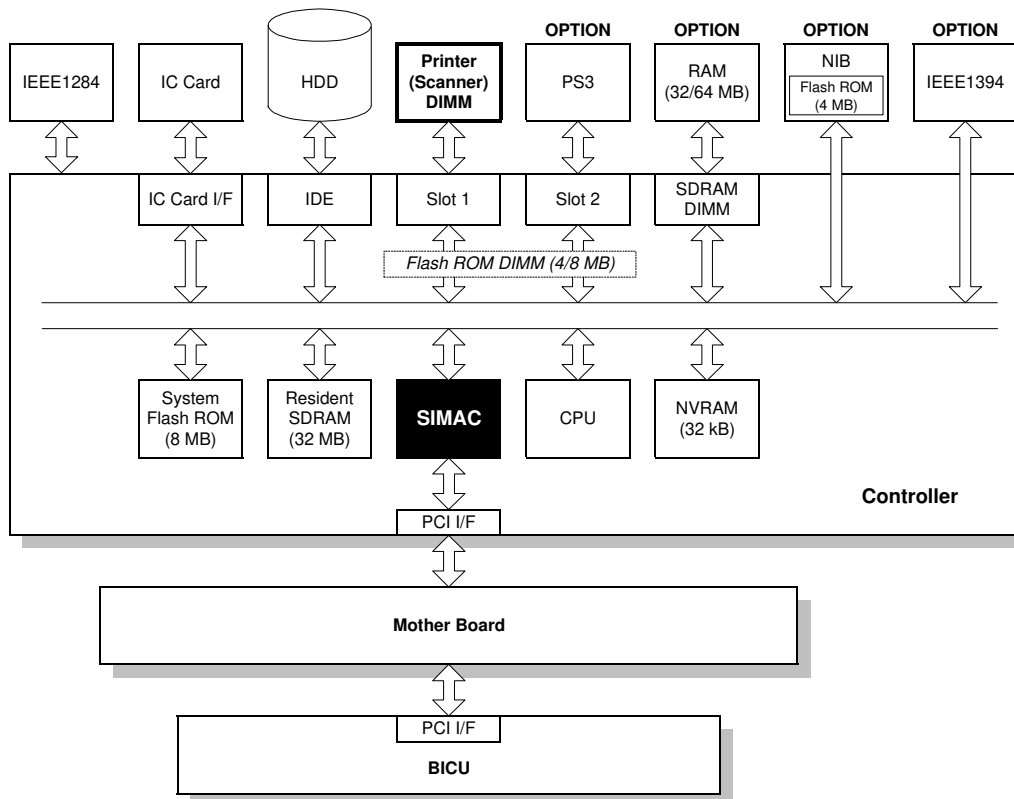 OPTION
OPTION
OPTION
OPTION
IEEE1284
IC Card
HDD
Printer
(Scanner)
DIMM
PS3
RAM
(32/64 MB)
NIB
Flash ROM
(4 MB)
IEEE1394
IC Card I/F
IDE
Slot 1
Slot 2
SDRAM
DIMM
Flash ROM DIMM (4/8 MB)
System
Flash ROM
(8 MB)
Resident
SDRAM
(32 MB)
SIMAC
CPU
NVRAM
(32 kB)
Controller
PCI I/F
Mother Board
PCI I/F
BICU